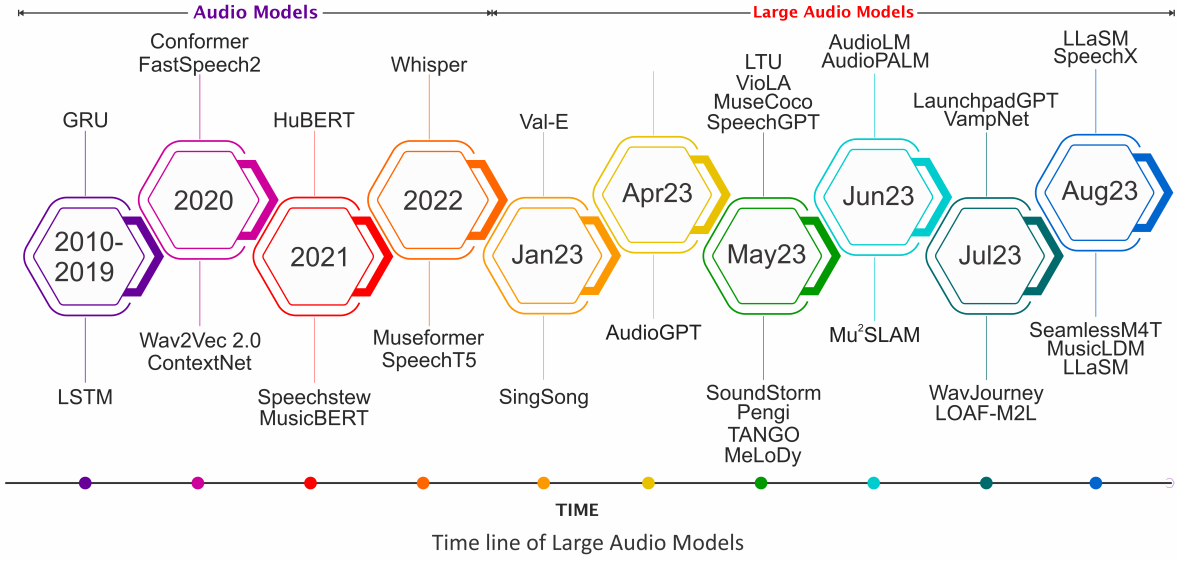 Audio Models
Large Audio Models
GRU
2010-
2019
LSTM
Conformer
FastSpeech2
2020
Wav2Vec 2.0
ContextNet
HuBERT
2021
Speechstew
MusicBERT
Whisper
2022
Museformer
SpeechT5
Val-E
Jan23
SingSong
Apr23
AudioGPT
LTU
VioLA
MuseCoco
SpeechGPT
May23
SoundStorm
Pengi
TANGO
MeLoDy
AudioLM
AudioPALM
Jun23
Mu²SLAM
LaunchpadGPT
VampNet
Jul23
WavJourney
LOAF-M2L
LLaSM
SpeechX
Aug23
SeamlessM4T
MusicLDM
LLaSM
TIME
Time line of Large Audio Models